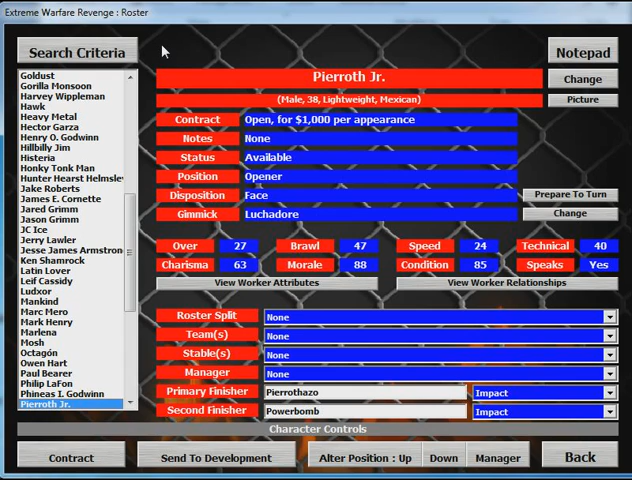 Extreme Warfare Revenge : Roster
Search Criteria
Notepad
Goldust
Gorilla Monsoon
Harvey Wippleman
Hawk
Heavy Metal
Hector Garza
Henry O. Godwinn
Hillbilly Jim
Histeria
Honky Tonk Man
Hunter Hearst Helmsley
Jake Roberts
James E. Cornette
Jared Grimm
Jason Grimm
JC Ice
Jerry Lawler
Jesse James Armstron
Ken Shamrock
Latin Lover
Leif Cassidy
Ludxor
Mankind
Marc Mero
Mark Henry
Marlena
Mosh
Octagón
Owen Hart
Paul Bearer
Philip LaFon
Phineas I. Godwinn
Pierroth Jr.
Pierroth Jr.
Change
(Male, 38, Lightweight, Mexican)
Picture
Contract Open, for $1,000 per appearance
Notes None
Status Available
Position Opener
Disposition Face
Prepare To Turn
Gimmick Luchadore
Change
Over 27 Brawl 47 Speed 24 Technical 40
Charisma 63 Morale 88 Condition 85 Speaks Yes
View Worker Attributes View Worker Relationships
Roster Split None
Team(s) None
Stable(s) None
Manager None
Primary Finisher Pierrothazo Impact
Second Finisher Powerbomb Impact
Character Controls
Contract Send To Development Alter Position : Up Down Manager Back